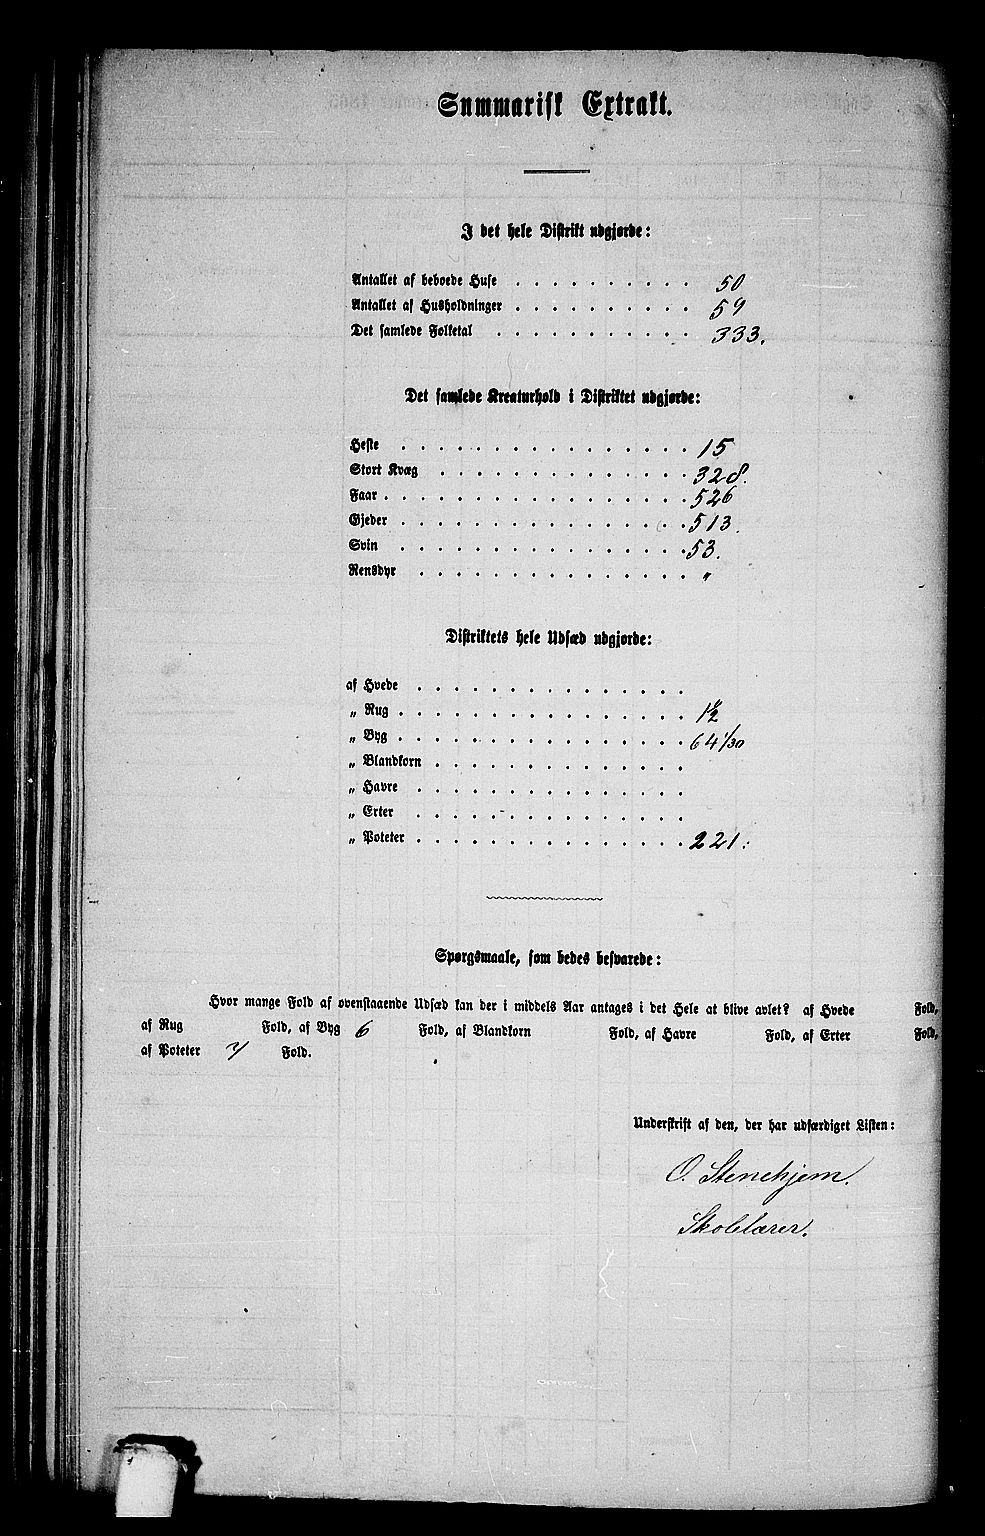 Summarisk Extrakt.
I det hele Distrikt udgjorde:
Antallet af beboede Huse . . . . . . . . . . 50
Antallet af Husholdninger . . . . . . . . . . 59
Det samlede Folketal . . . . . . . . . . . 333.
Det samlede Kreaturhold i Distriktet udgjorde:
Heste . . . . . . . . . . . . . . . . 15
Stort Kvæg . . . . . . . . . . . . . . 328.
Faar . . . . . . . . . . . . . . . . . 526
Gjeder . . . . . . . . . . . . . . . . 513.
Svin . . . . . . . . . . . . . . . . 53.
Rensdyr . . . . . . . . . . . . . . . „
Distriktets hele Udsæd udgjorde:
af Hvede . . . . . . . . . . . . . . .
„ Rug . . . . . . . . . . . . . . . .
„ Byg . . . . . . . . . . . . . . . . 64 1/30
„ Blandkorn . . . . . . . . . . . . . .
„ Havre . . . . . . . . . . . . . . .
„ Erter . . . . . . . . . . . . . . .
„ Poteter . . . . . . . . . . . . . . . 221.
Spørgsmaale, som bedes besvarede:
Hvor mange Fold af ovenstaaende Udsæd kan der i middels Aar antages i det Hele at blive avlet? af Hvede Fold,
af Rug Fold, af Byg 6 Fold, af Blandkorn Fold, af Havre Fold, af Erter Fold,
af Poteter 7 Fold.
Underskrift af den, der har udfærdiget Listen:
O. Stenehjem.
Skolelærer.